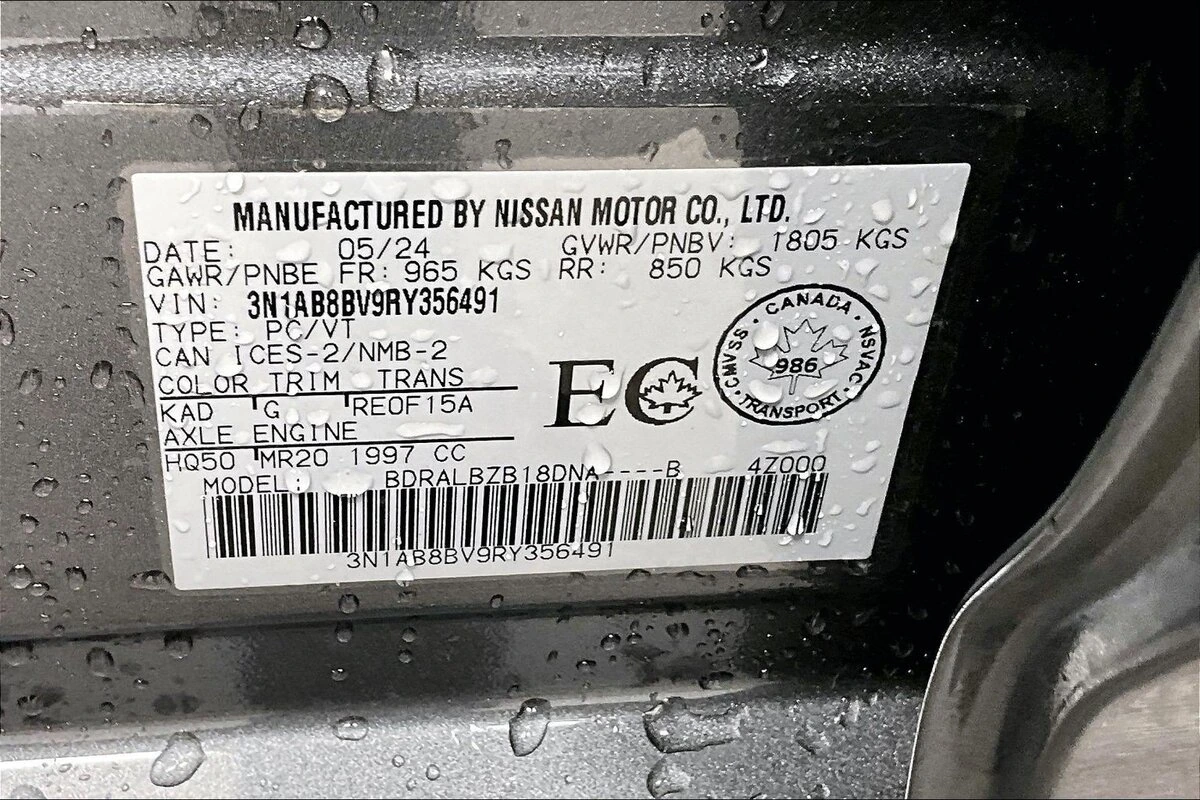 MANUFACTURED BY NISSAN MOTOR CO., LTD.
DATE: 05/24 GVWR/PNBV: 1805 KGS
GAWR/PNBE FR: 965 KGS RR: 850 KGS
VIN: 3N1AB8BV9RY356491
TYPE: PC/VT
CAN ICES-2/NMB-2
COLOR TRIM TRANS
KAD G RE0F15A
AXLE ENGINE
HQ50 MR20 1997 CC
EC
CANADA
CMVSS · NSVAC
986
TRANSPORT
MODEL: BDRALBZB18DNA----B 4Z000
3N1AB8BV9RY356491